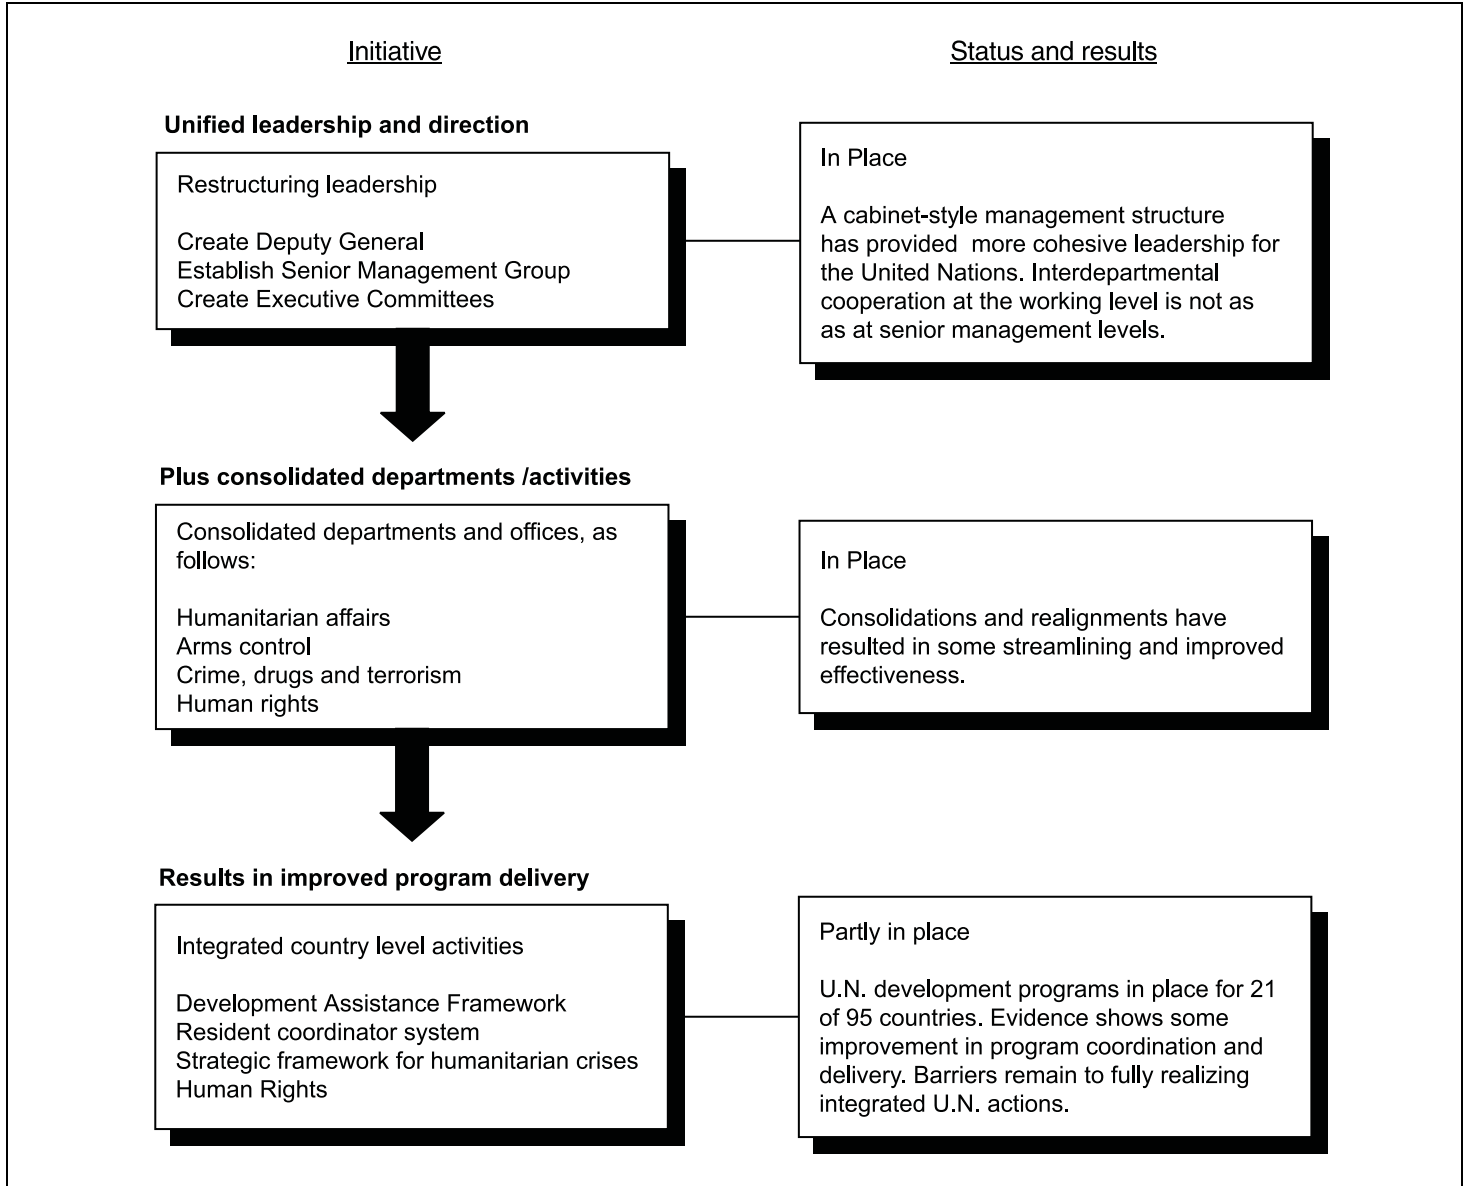 Initiative
Status and results
Unified leadership and direction
Restructuring leadership
Create Deputy General
Establish Senior Management Group
Create Executive Committees
In Place
A cabinet-style management structure
has provided more cohesive leadership for
the United Nations. Interdepartmental
cooperation at the working level is not as
as at senior management levels.
Plus consolidated departments /activities
Consolidated departments and offices, as
follows:
Humanitarian affairs
Arms control
Crime, drugs and terrorism
Human rights
In Place
Consolidations and realignments have
resulted in some streamlining and improved
effectiveness.
Results in improved program delivery
Integrated country level activities
Development Assistance Framework
Resident coordinator system
Strategic framework for humanitarian crises
Human Rights
Partly in place
U.N. development programs in place for 21
of 95 countries. Evidence shows some
improvement in program coordination and
delivery. Barriers remain to fully realizing
integrated U.N. actions.